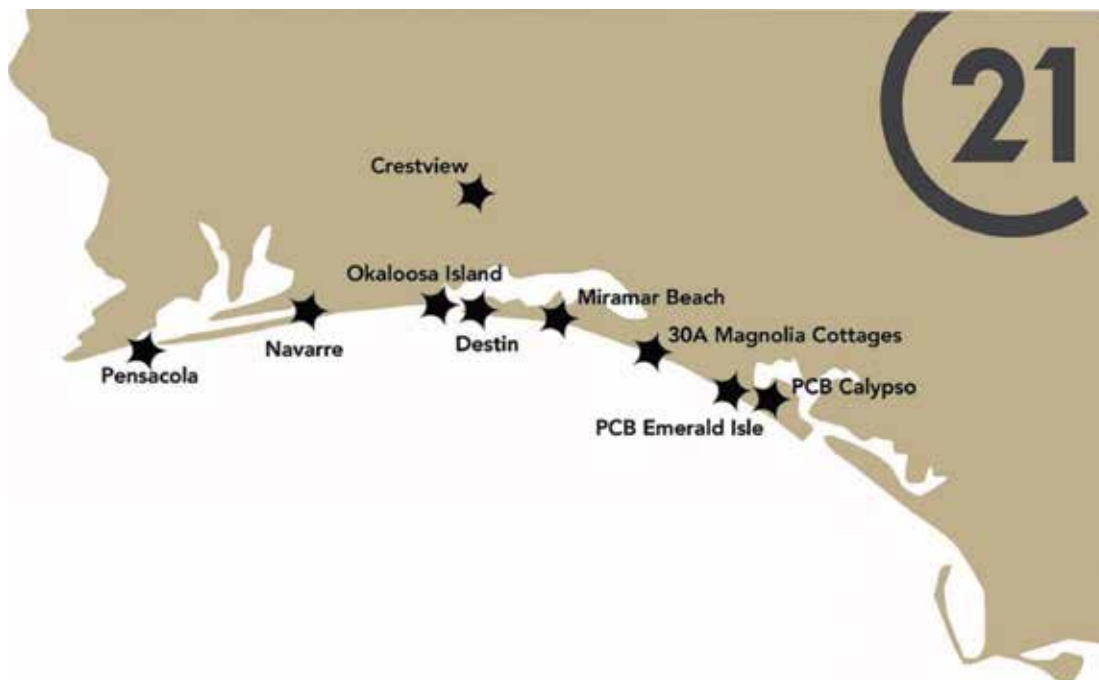 21
Crestview
Okaloosa Island
Miramar Beach
30A Magnolia Cottages
Navarre
Destin
Pensacola
PCB Calypso
PCB Emerald Isle